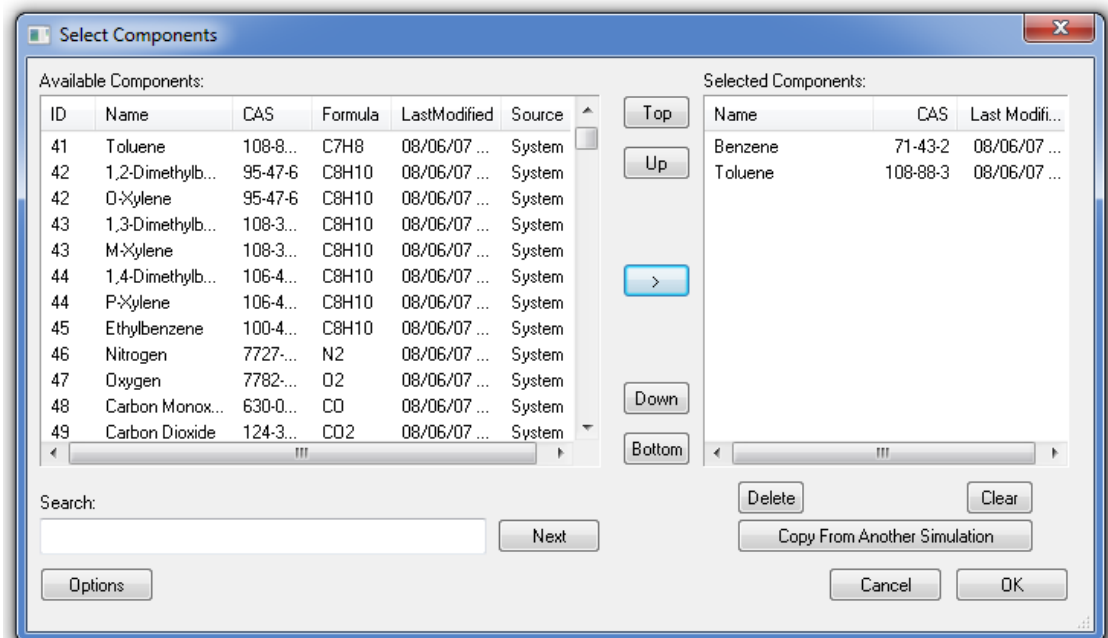 Select Components
Available Components:
Selected Components:
ID Name CAS Formula LastModified Source
41 Toluene 108-8... C7H8 08/06/07 ... System
42 1,2-Dimethylb... 95-47-6 C8H10 08/06/07 ... System
42 O-Xylene 95-47-6 C8H10 08/06/07 ... System
43 1,3-Dimethylb... 108-3... C8H10 08/06/07 ... System
43 M-Xylene 108-3... C8H10 08/06/07 ... System
44 1,4-Dimethylb... 106-4... C8H10 08/06/07 ... System
44 P-Xylene 106-4... C8H10 08/06/07 ... System
45 Ethylbenzene 100-4... C8H10 08/06/07 ... System
46 Nitrogen 7727-... N2 08/06/07 ... System
47 Oxygen 7782-... O2 08/06/07 ... System
48 Carbon Monox... 630-0... CO 08/06/07 ... System
49 Carbon Dioxide 124-3... CO2 08/06/07 ... System
Top
Up
>
Down
Bottom
Name CAS Last Modifi...
Benzene 71-43-2 08/06/07 ...
Toluene 108-88-3 08/06/07 ...
Search:
Next
Options
Delete Clear
Copy From Another Simulation
Cancel OK